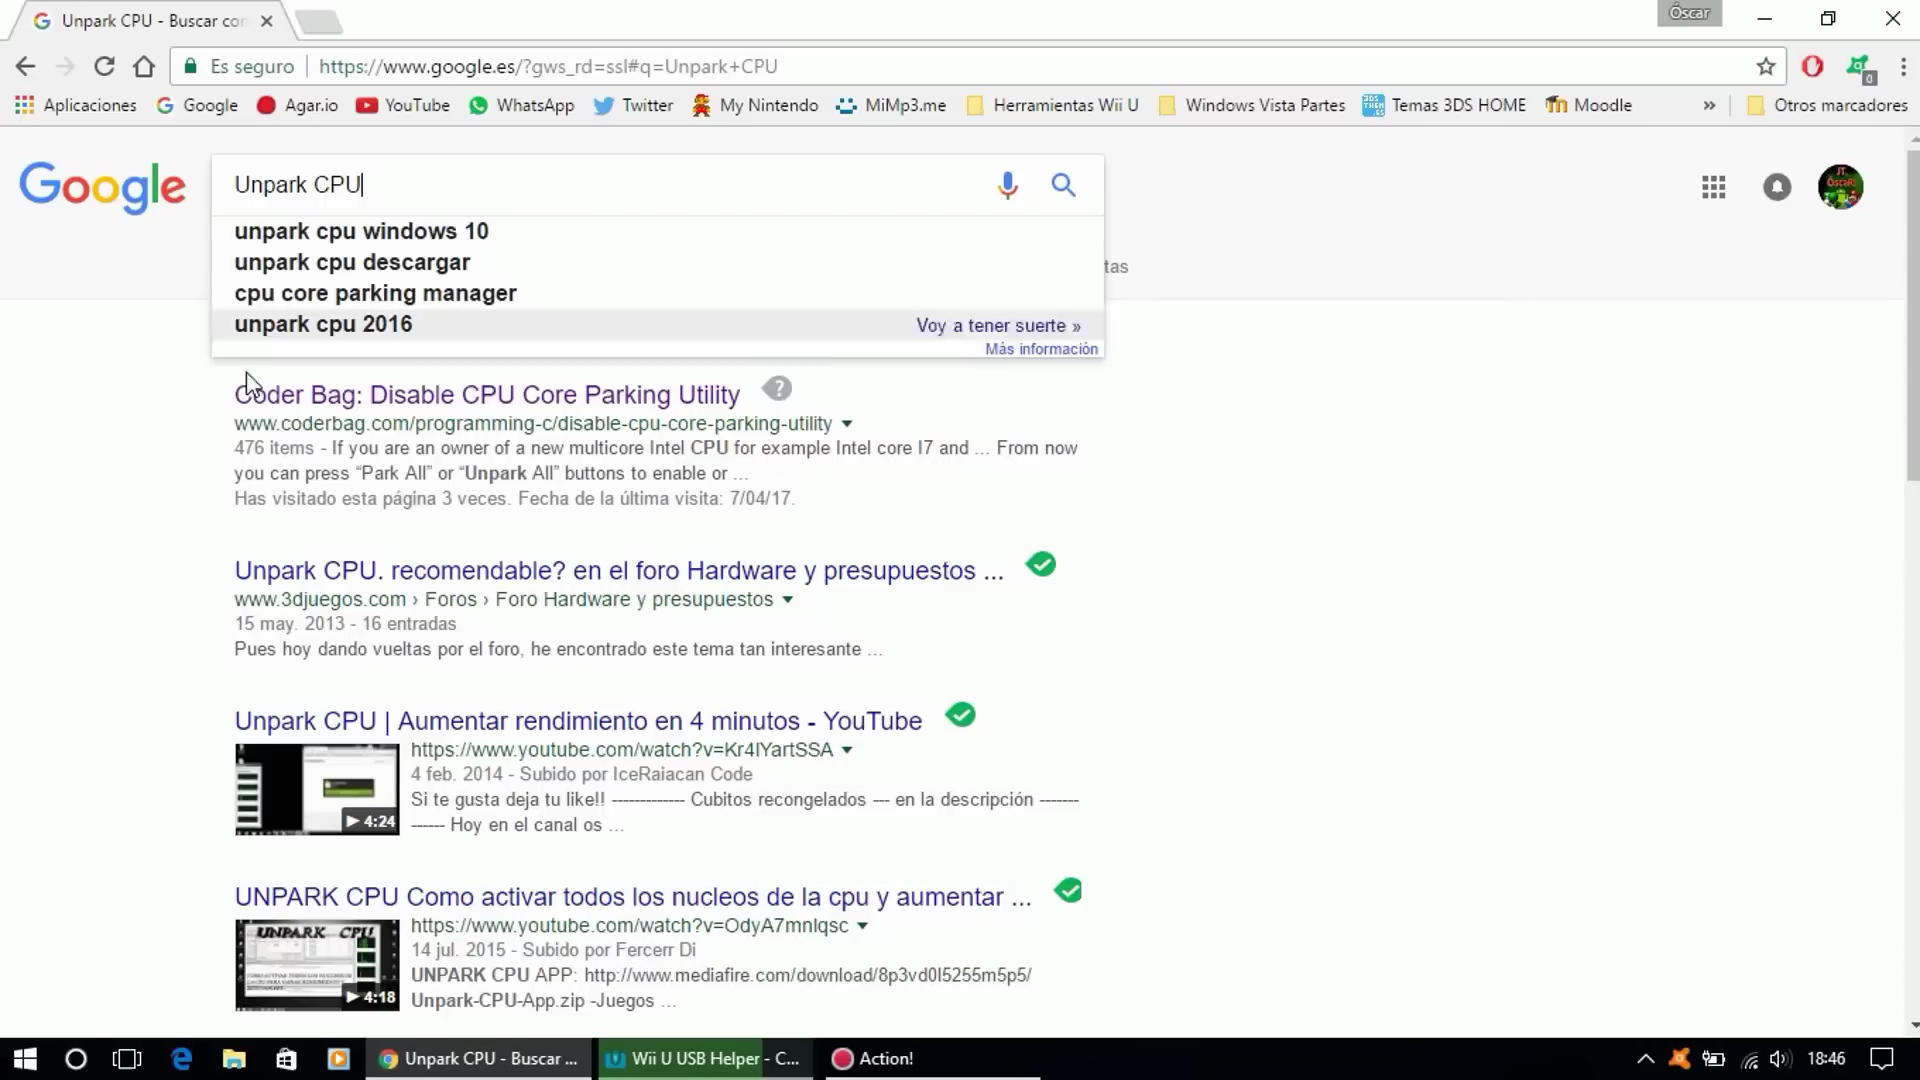 Unpark CPU - Buscar con
Óscar
Es seguro
https://www.google.es/?gws_rd=ssl#q=Unpark+CPU
0
Aplicaciones
Google
Agar.io
YouTube
WhatsApp
Twitter
My Nintendo
MiMp3.me
Herramientas Wii U
Windows Vista Partes
Temas 3DS HOME
Moodle
»
Otros marcadores
Google
Unpark CPU
unpark cpu windows 10
unpark cpu descargar
tas
cpu core parking manager
unpark cpu 2016
Voy a tener suerte »
Más información
Coder Bag: Disable CPU Core Parking Utility
www.coderbag.com/programming-c/disable-cpu-core-parking-utility
476 items - If you are an owner of a new multicore Intel CPU for example Intel core I7 and ... From now
you can press “Park All” or “Unpark All” buttons to enable or ...
Has visitado esta página 3 veces. Fecha de la última visita: 7/04/17.
Unpark CPU. recomendable? en el foro Hardware y presupuestos ...
www.3djuegos.com › Foros › Foro Hardware y presupuestos
15 may. 2013 - 16 entradas
Pues hoy dando vueltas por el foro, he encontrado este tema tan interesante ...
Unpark CPU | Aumentar rendimiento en 4 minutos - YouTube
https://www.youtube.com/watch?v=Kr4lYartSSA
4 feb. 2014 - Subido por IceRaiacan Code
Si te gusta deja tu like!! ------------- Cubitos recongelados --- en la descripción -------
------ Hoy en el canal os ...
4:24
UNPARK CPU Como activar todos los nucleos de la cpu y aumentar ...
https://www.youtube.com/watch?v=OdyA7mnlqsc
14 jul. 2015 - Subido por Fercerr Di
UNPARK CPU APP: http://www.mediafire.com/download/8p3vd0l5255m5p5/
Unpark-CPU-App.zip -Juegos ...
UNPARK CPU
4:18
Unpark CPU - Buscar ...
Wii U USB Helper - C...
Action!
18:46